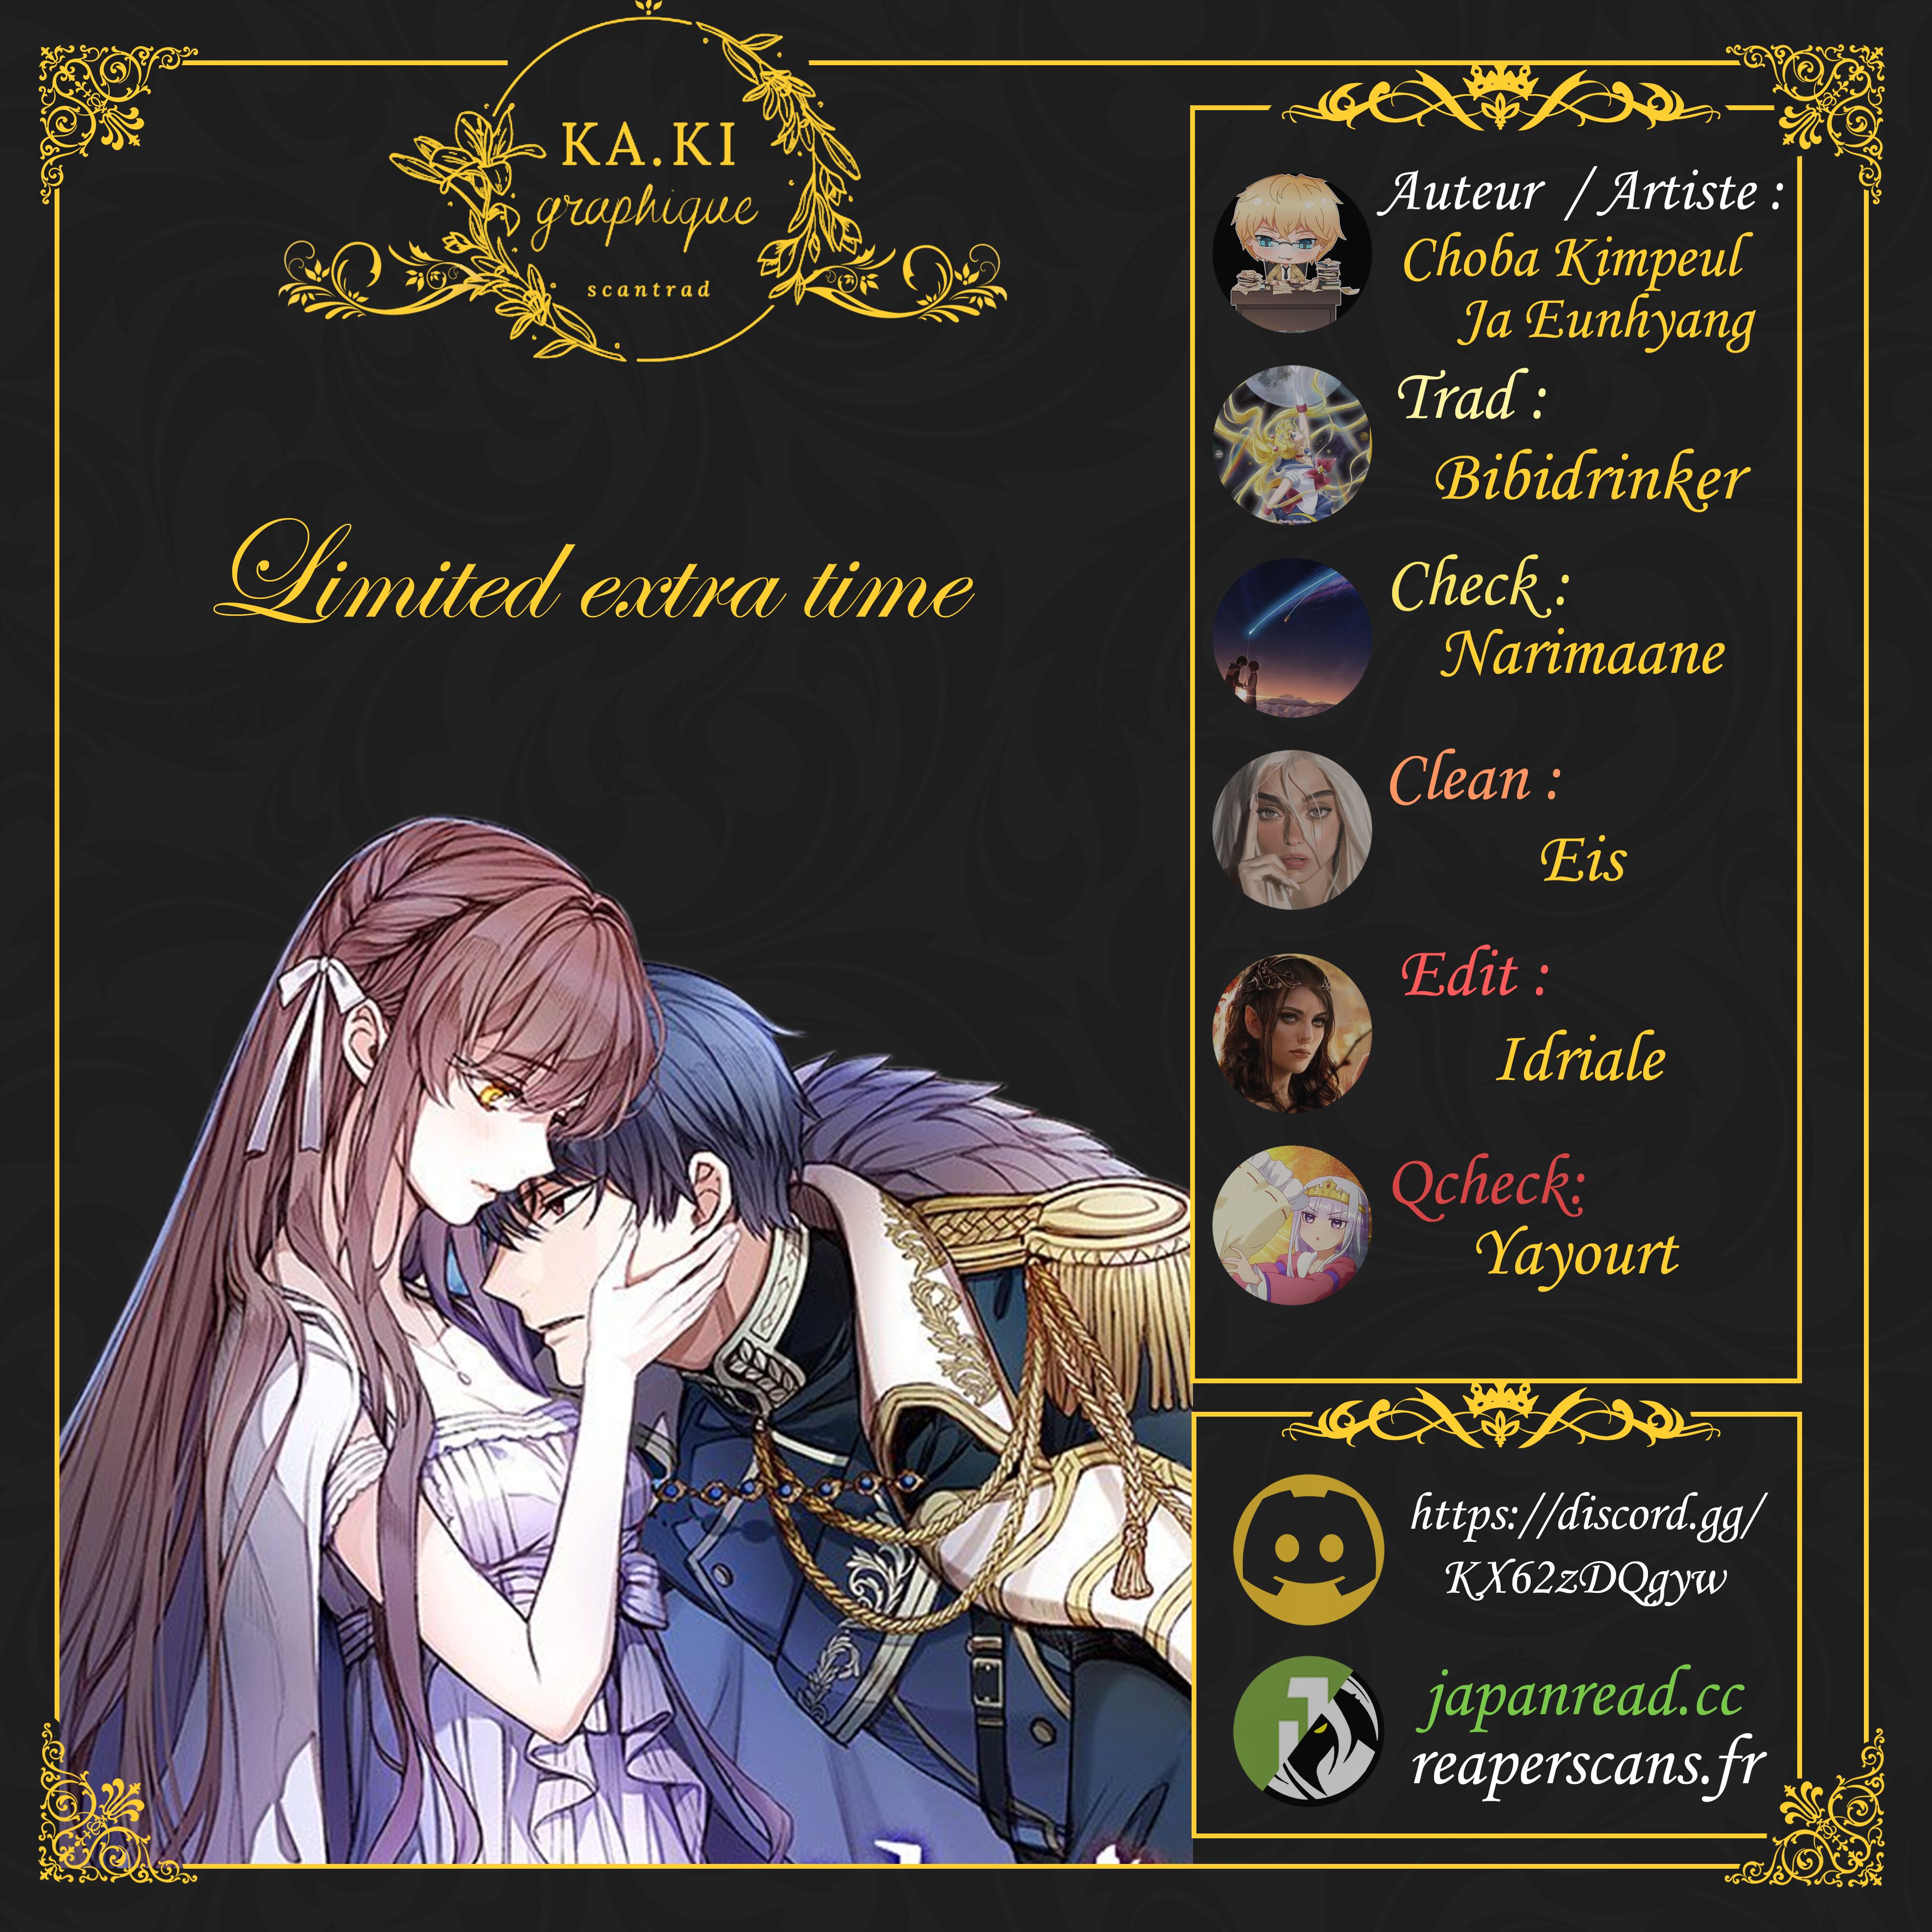 KA.KI
graphique
scantrad
Limited extra time
Auteur / Artiste :
Choba Kimpeul
Ja Eunhyang
Trad :
Bibidrinker
Check :
Narimaane
Clean :
Eis
Edit :
Idriale
Qcheck:
Yayourt
https://discord.gg/
KX62zDQgyw
japanread.cc
reaperscans.fr